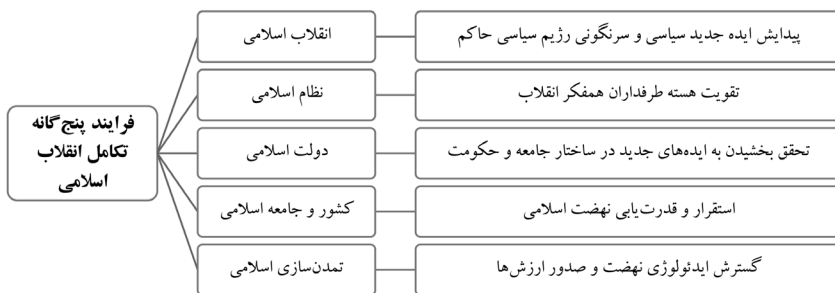 فرایند پنج‌گانه
تکامل انقلاب
اسلامی
انقلاب اسلامی
پیدایش ایده جدید سیاسی و سرنگونی رژیم سیاسی حاکم
نظام اسلامی
تقویت هسته طرفداران همفکر انقلاب
دولت اسلامی
تحقق بخشیدن به ایده‌های جدید در ساختار جامعه و حکومت
کشور و جامعه اسلامی
استقرار و قدرت‌یابی نهضت اسلامی
تمدن‌سازی اسلامی
گسترش ایدئولوژی نهضت و صدور ارزش‌ها